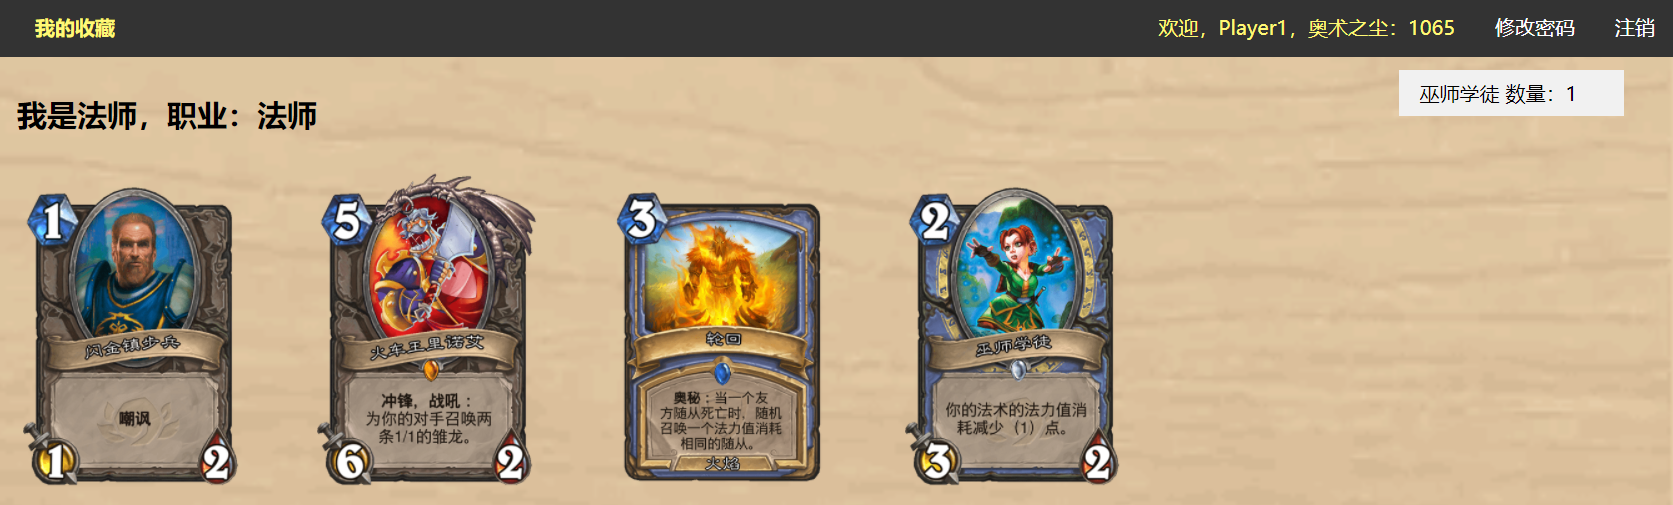 我的收藏
欢迎，Player1，奥术之尘：1065
修改密码
注销
巫师学徒 数量：1
我是法师，职业：法师
1
闪金镇步兵
嘲讽
1
2
5
火车王里诺艾
冲锋，战吼：
为你的对手召唤两
条1/1的雏龙。
6
2
3
轮回
奥秘：当一个友
方随从死亡时，随机
召唤一个法力值消耗
相同的随从。
火焰
2
巫师学徒
你的法术的法力值消
耗减少（1）点。
3
2